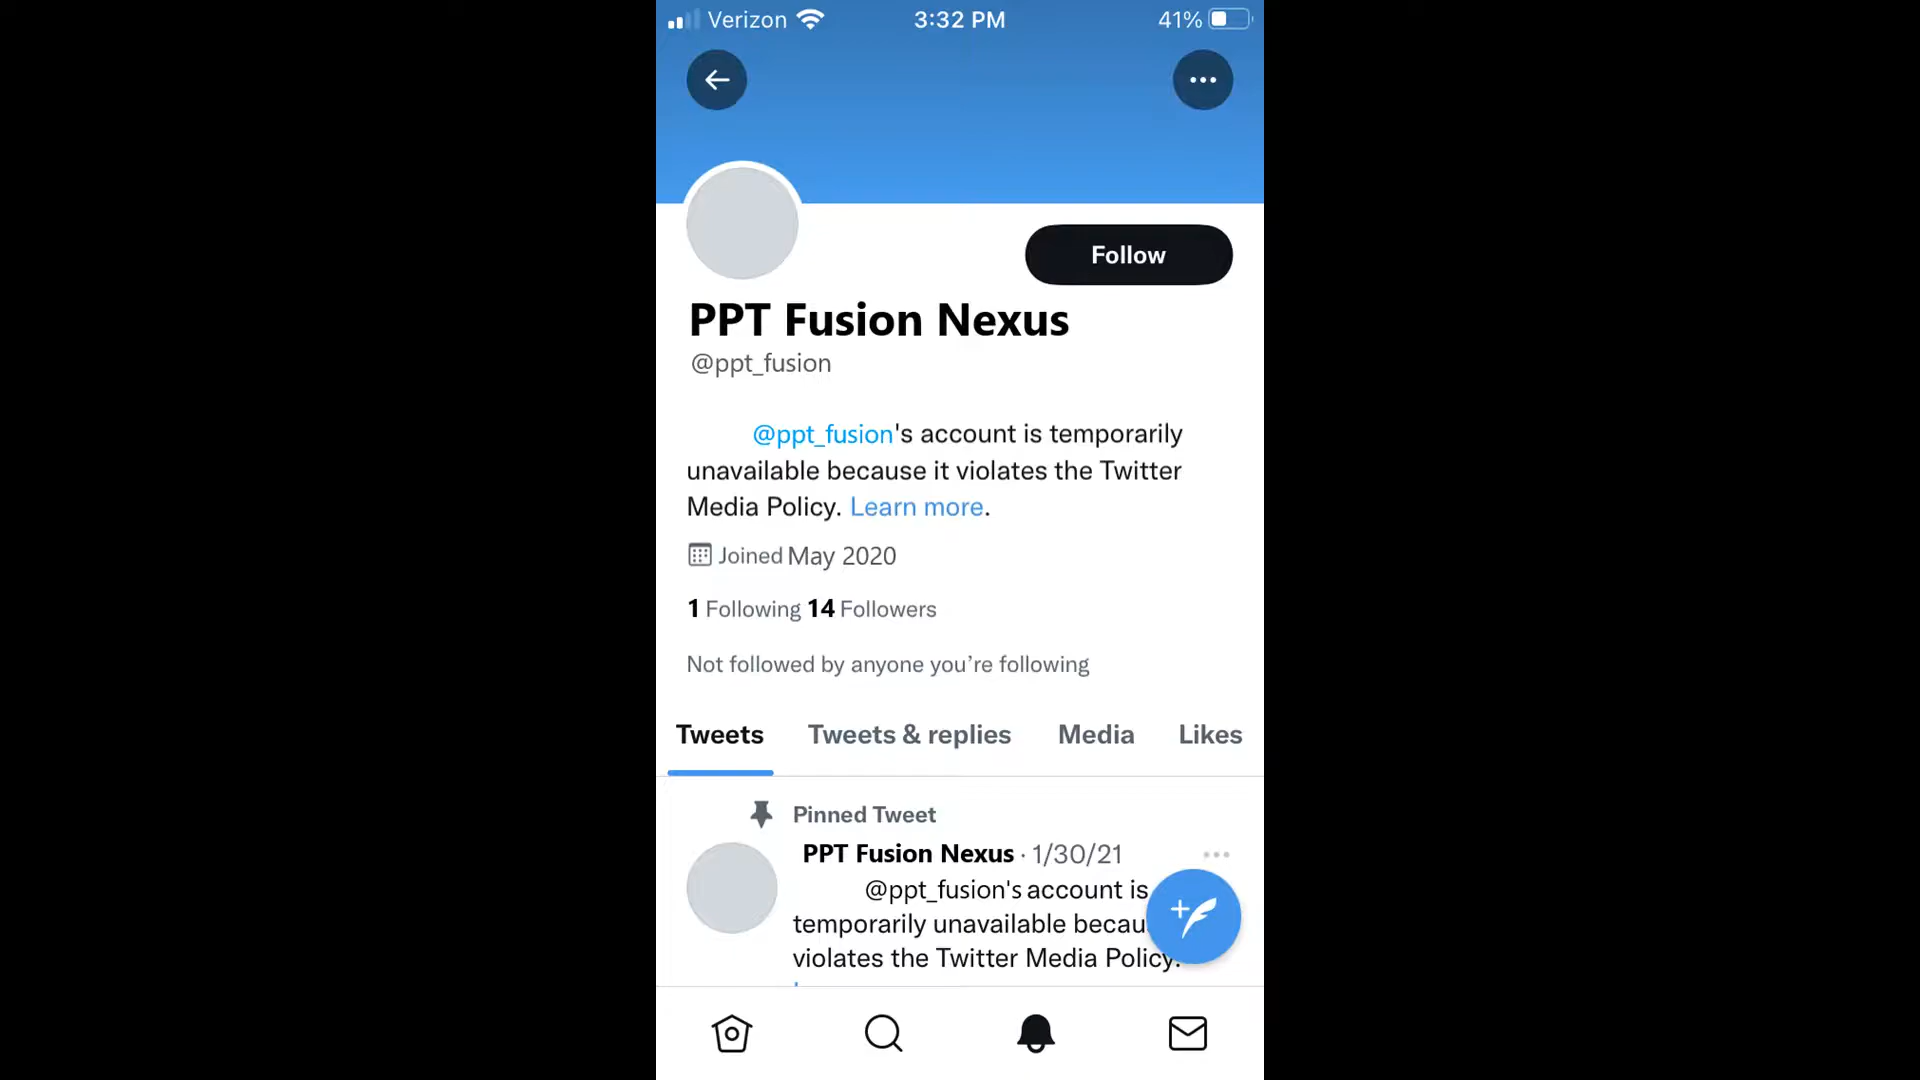 Verizon 3:32 PM 41%
Follow
PPT Fusion Nexus
@ppt_fusion
@ppt_fusion's account is temporarily
unavailable because it violates the Twitter
Media Policy. Learn more.
Joined May 2020
1 Following 14 Followers
Not followed by anyone you’re following
Tweets Tweets & replies Media Likes
Pinned Tweet
PPT Fusion Nexus · 1/30/21
@ppt_fusion's account is
temporarily unavailable becau
violates the Twitter Media Policy.